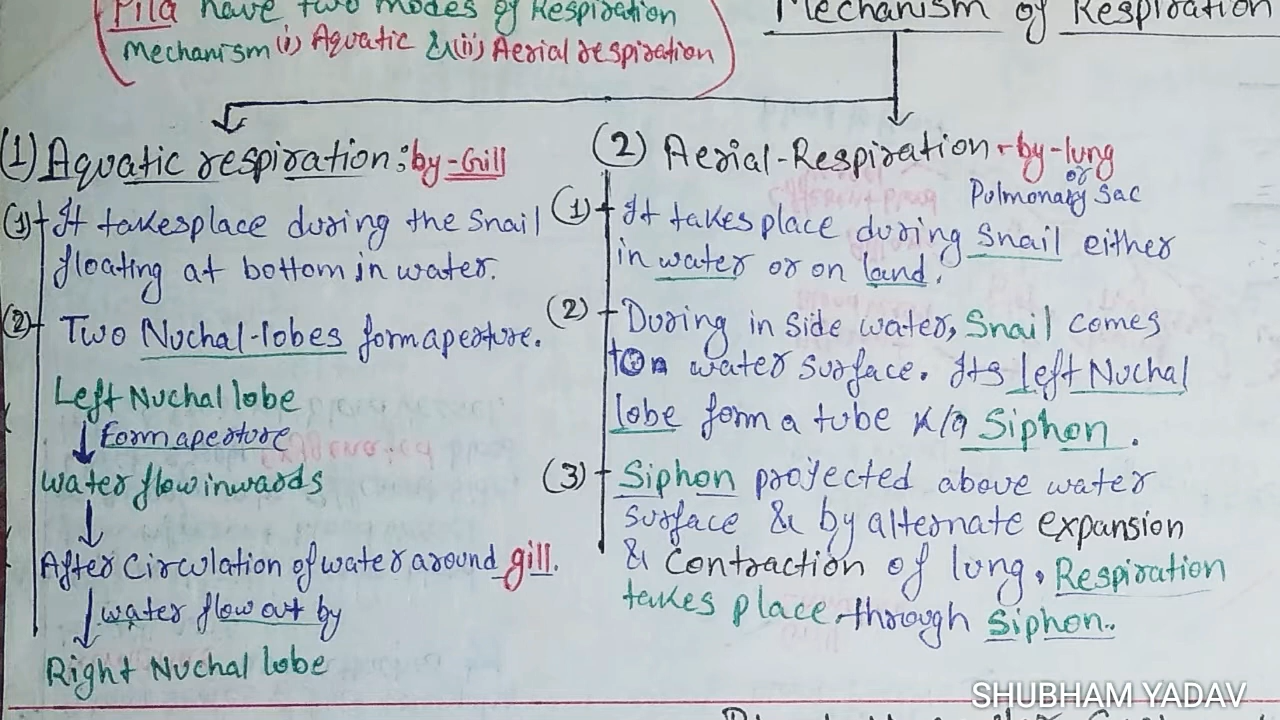 Pila have two modes of Respiration
Mechanism (i) Aquatic & (ii) Aerial respiration
Mechanism of Respiration
(1) Aquatic respiration: by-Gill
(1) It takesplace during the Snail
floating at bottom in water.
(2) Two Nuchal-lobes form aperture.
Left Nuchal lobe
Form aperture
Water flow inwards
After Circulation of water around gill.
water flow out by
Right Nuchal lobe
(2) Aerial-Respiration - by-lung
or
Pulmonary Sac
(1) It takes place during Snail either
in water or on land.
(2) During in side water, Snail comes
to on water surface. Its left Nuchal
lobe form a tube K/a Siphon.
(3) Siphon projected above water
surface & by alternate expansion
& Contraction of lung. Respiration
takes place through Siphon.
SHUBHAM YADAV